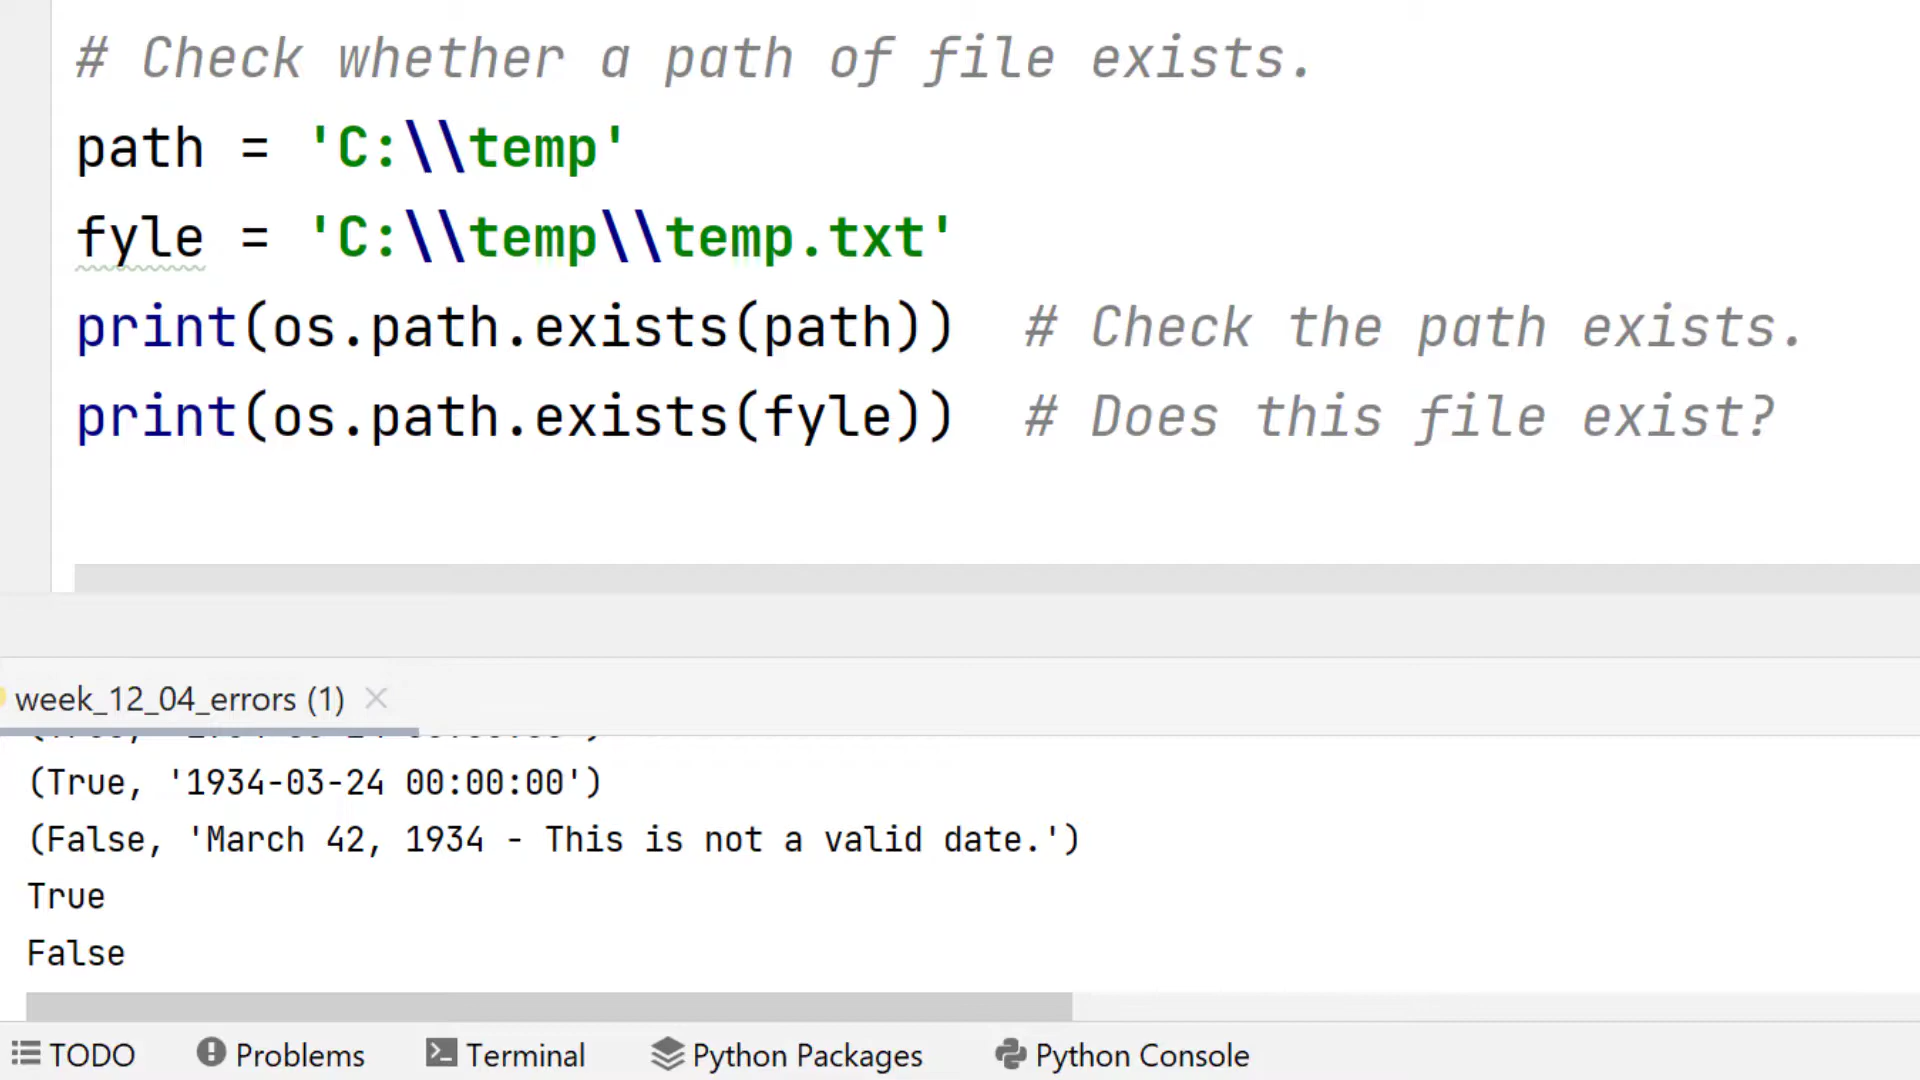 # Check whether a path of file exists.
path = 'C:\\temp'
fyle = 'C:\\temp\\temp.txt'
print(os.path.exists(path))  # Check the path exists.
print(os.path.exists(fyle))  # Does this file exist?
week_12_04_errors (1)
(True, '1934-03-24 00:00:00')
(False, 'March 42, 1934 - This is not a valid date.')
True
False
TODO Problems Terminal Python Packages Python Console